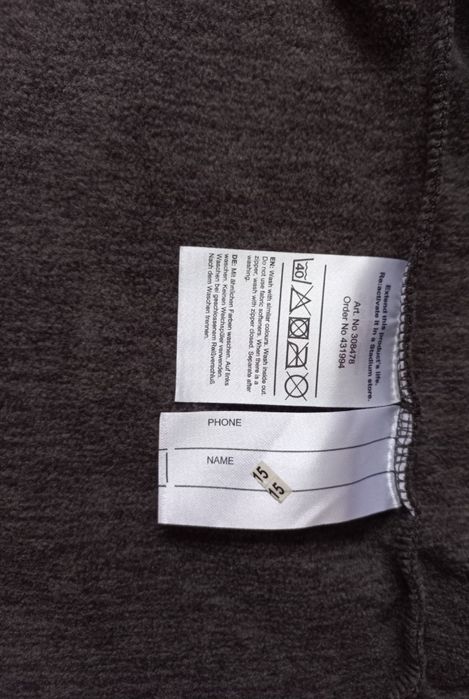 Extend this product's life.
Re:activate it in a Stadium store.
Art. No 308478
Order No 431994
40
EN: Wash with similar colours. Wash inside out.
Do not use fabric softeners. When there is a
zipper, wash with zipper closed. Separate after
washing.
DE: Mit ähnlichen Farben waschen. Auf links
waschen. Keinen Weichspüler verwenden.
Waschen bei geschlossenem Reißverschluß.
Nach dem Waschen trennen.
PHONE
NAME
15
15